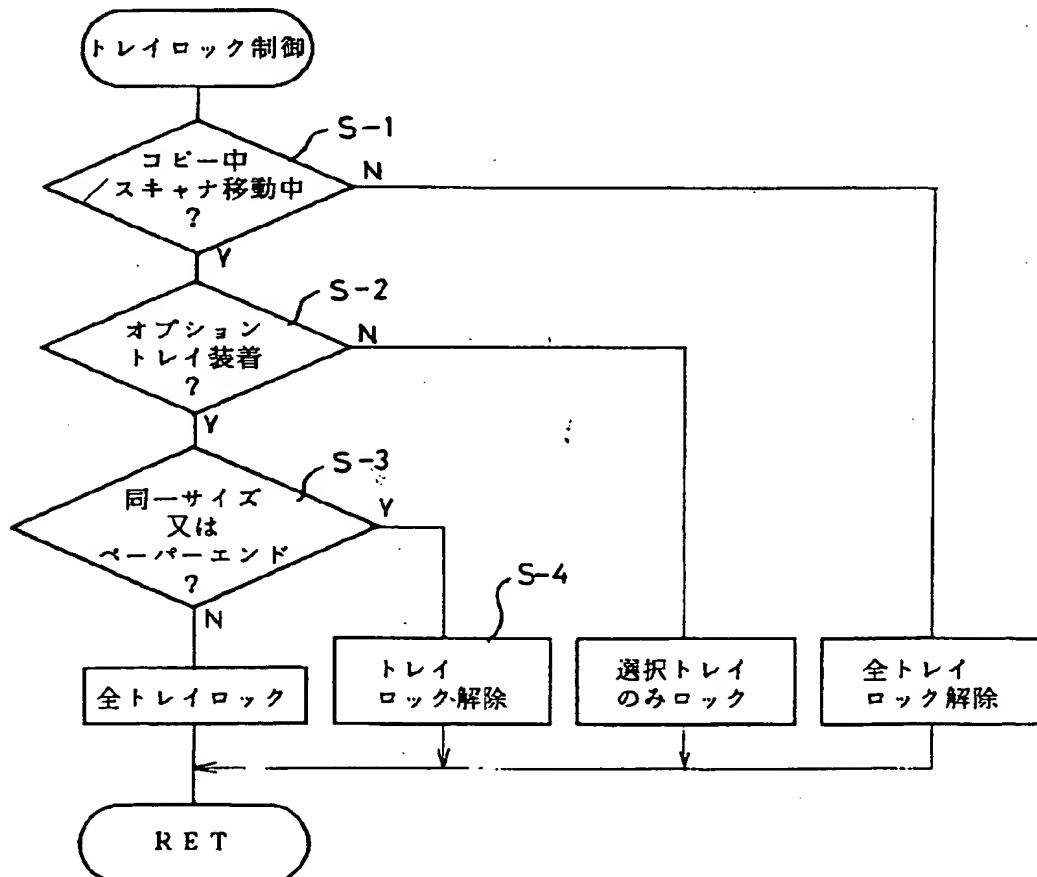 トレイロック制御
S-1
コピー中
／スキャナ移動中
?
N
Y
S-2
オプション
トレイ装着
?
N
Y
S-3
同一サイズ
又は
ペーパーエンド
?
Y
N
S-4
全トレイロック
トレイ
ロック解除
選択トレイ
のみロック
全トレイ
ロック解除
RET